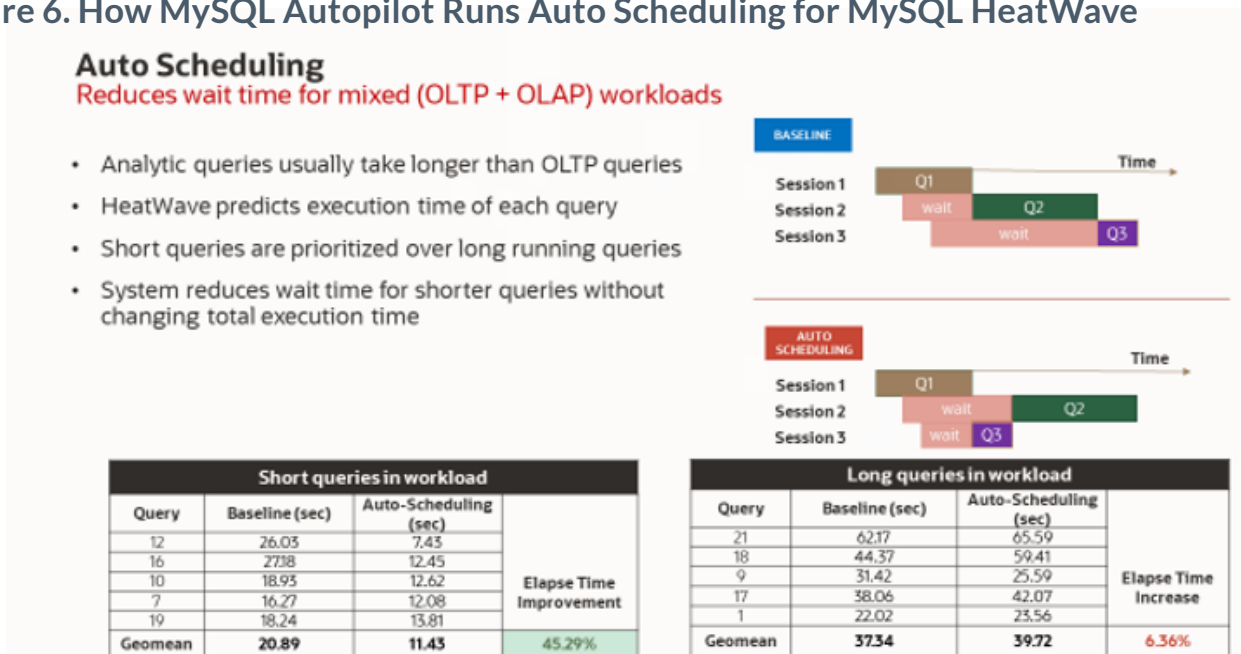 re 6. How MySQL Autopilot Runs Auto Scheduling for MySQL HeatWave
Auto Scheduling
Reduces wait time for mixed (OLTP + OLAP) workloads
• Analytic queries usually take longer than OLTP queries
• HeatWave predicts execution time of each query
• Short queries are prioritized over long running queries
• System reduces wait time for shorter queries without
changing total execution time
BASELINE
Time
Session 1 Q1
Session 2 wait Q2
Session 3 wait Q3
AUTO
SCHEDULING
Time
Session 1 Q1
Session 2 wait Q2
Session 3 wait Q3
Short queries in workload
Query Baseline (sec) Auto-Scheduling
(sec)
12 26.03 7.43
16 27.18 12.45
10 18.93 12.62
7 16.27 12.08
19 18.24 13.81
Elapse Time
Improvement
Geomean 20.89 11.43 45.29%
Long queries in workload
Query Baseline (sec) Auto-Scheduling
(sec)
21 62.17 65.59
18 44.37 59.41
9 31.42 25.59
17 38.06 42.07
1 22.02 23.56
Elapse Time
Increase
Geomean 37.34 39.72 6.36%